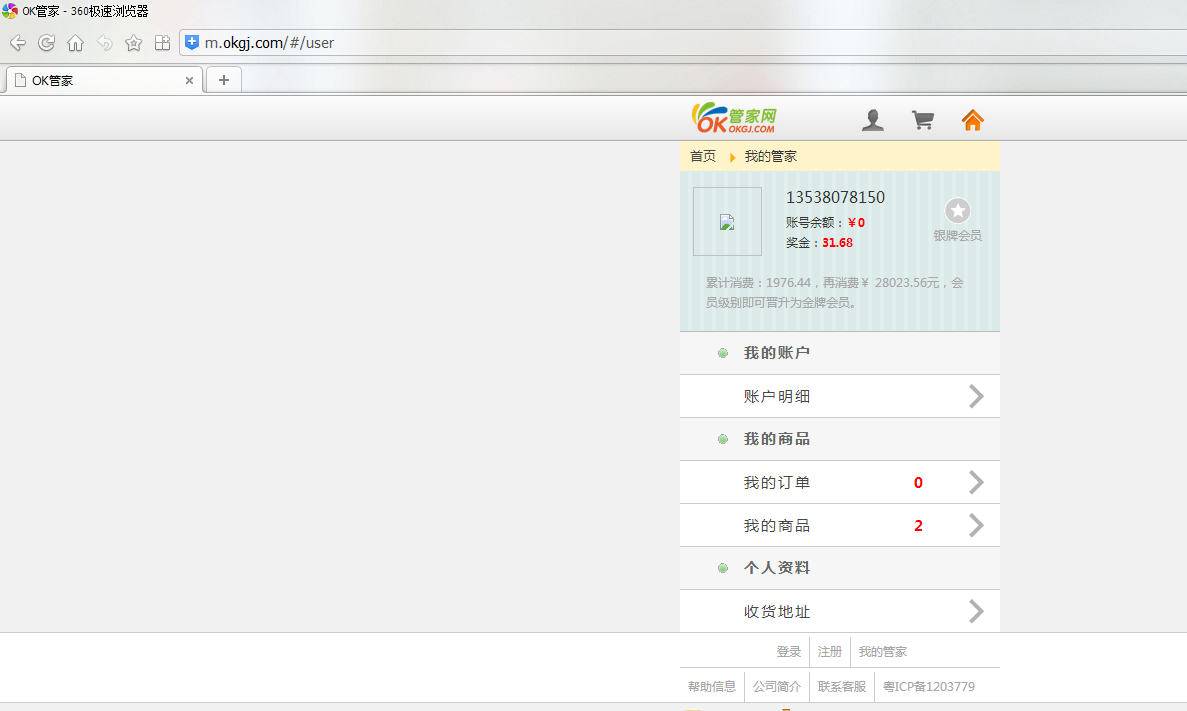 OK管家 - 360极速浏览器
m.okgj.com/#/user
OK管家
OK管家网
OKGJ.COM
首页 我的管家
13538078150
账号余额：￥0
奖金：31.68
银牌会员
累计消费：1976.44，再消费￥ 28023.56元，会
员级别即可晋升为金牌会员。
我的账户
账户明细
我的商品
我的订单 0
我的商品 2
个人资料
收货地址
登录 注册 我的管家
帮助信息 公司简介 联系客服 粤ICP备1203779